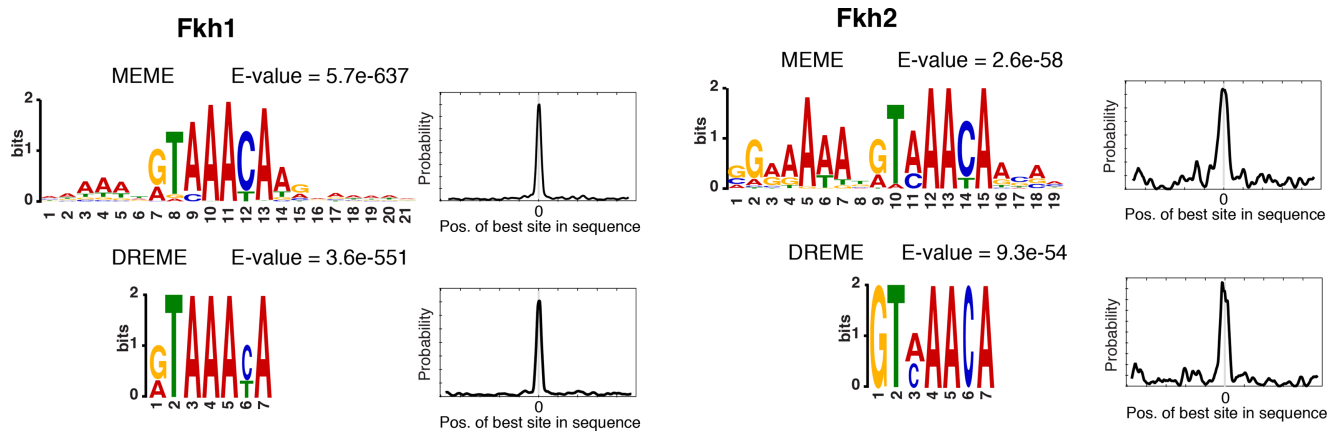 Fkh1
MEME E-value = 5.7e-637
bits
2
1
0
1 2 3 4 5 6 7 8 9 10 11 12 13 14 15 16 17 18 19 20 21
Probability
0
Pos. of best site in sequence
DREME E-value = 3.6e-551
bits
2
1
0
GTAAACA
AT
1 2 3 4 5 6 7
Probability
0
Pos. of best site in sequence
Fkh2
MEME E-value = 2.6e-58
bits
2
1
0
1 2 3 4 5 6 7 8 9 10 11 12 13 14 15 16 17 18 19
Probability
0
Pos. of best site in sequence
DREME E-value = 9.3e-54
bits
2
1
0
GTAAACA
C
1 2 3 4 5 6 7
Probability
0
Pos. of best site in sequence